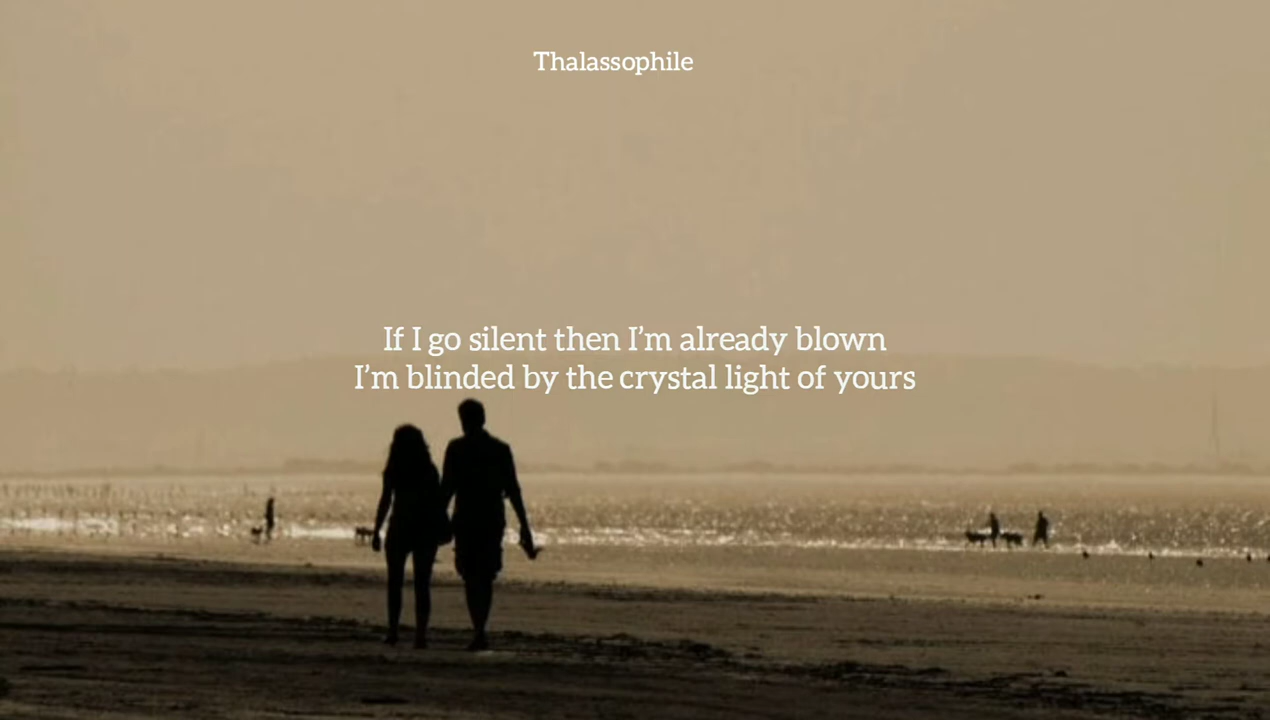 Thalassophile
If I go silent then I’m already blown
I’m blinded by the crystal light of yours